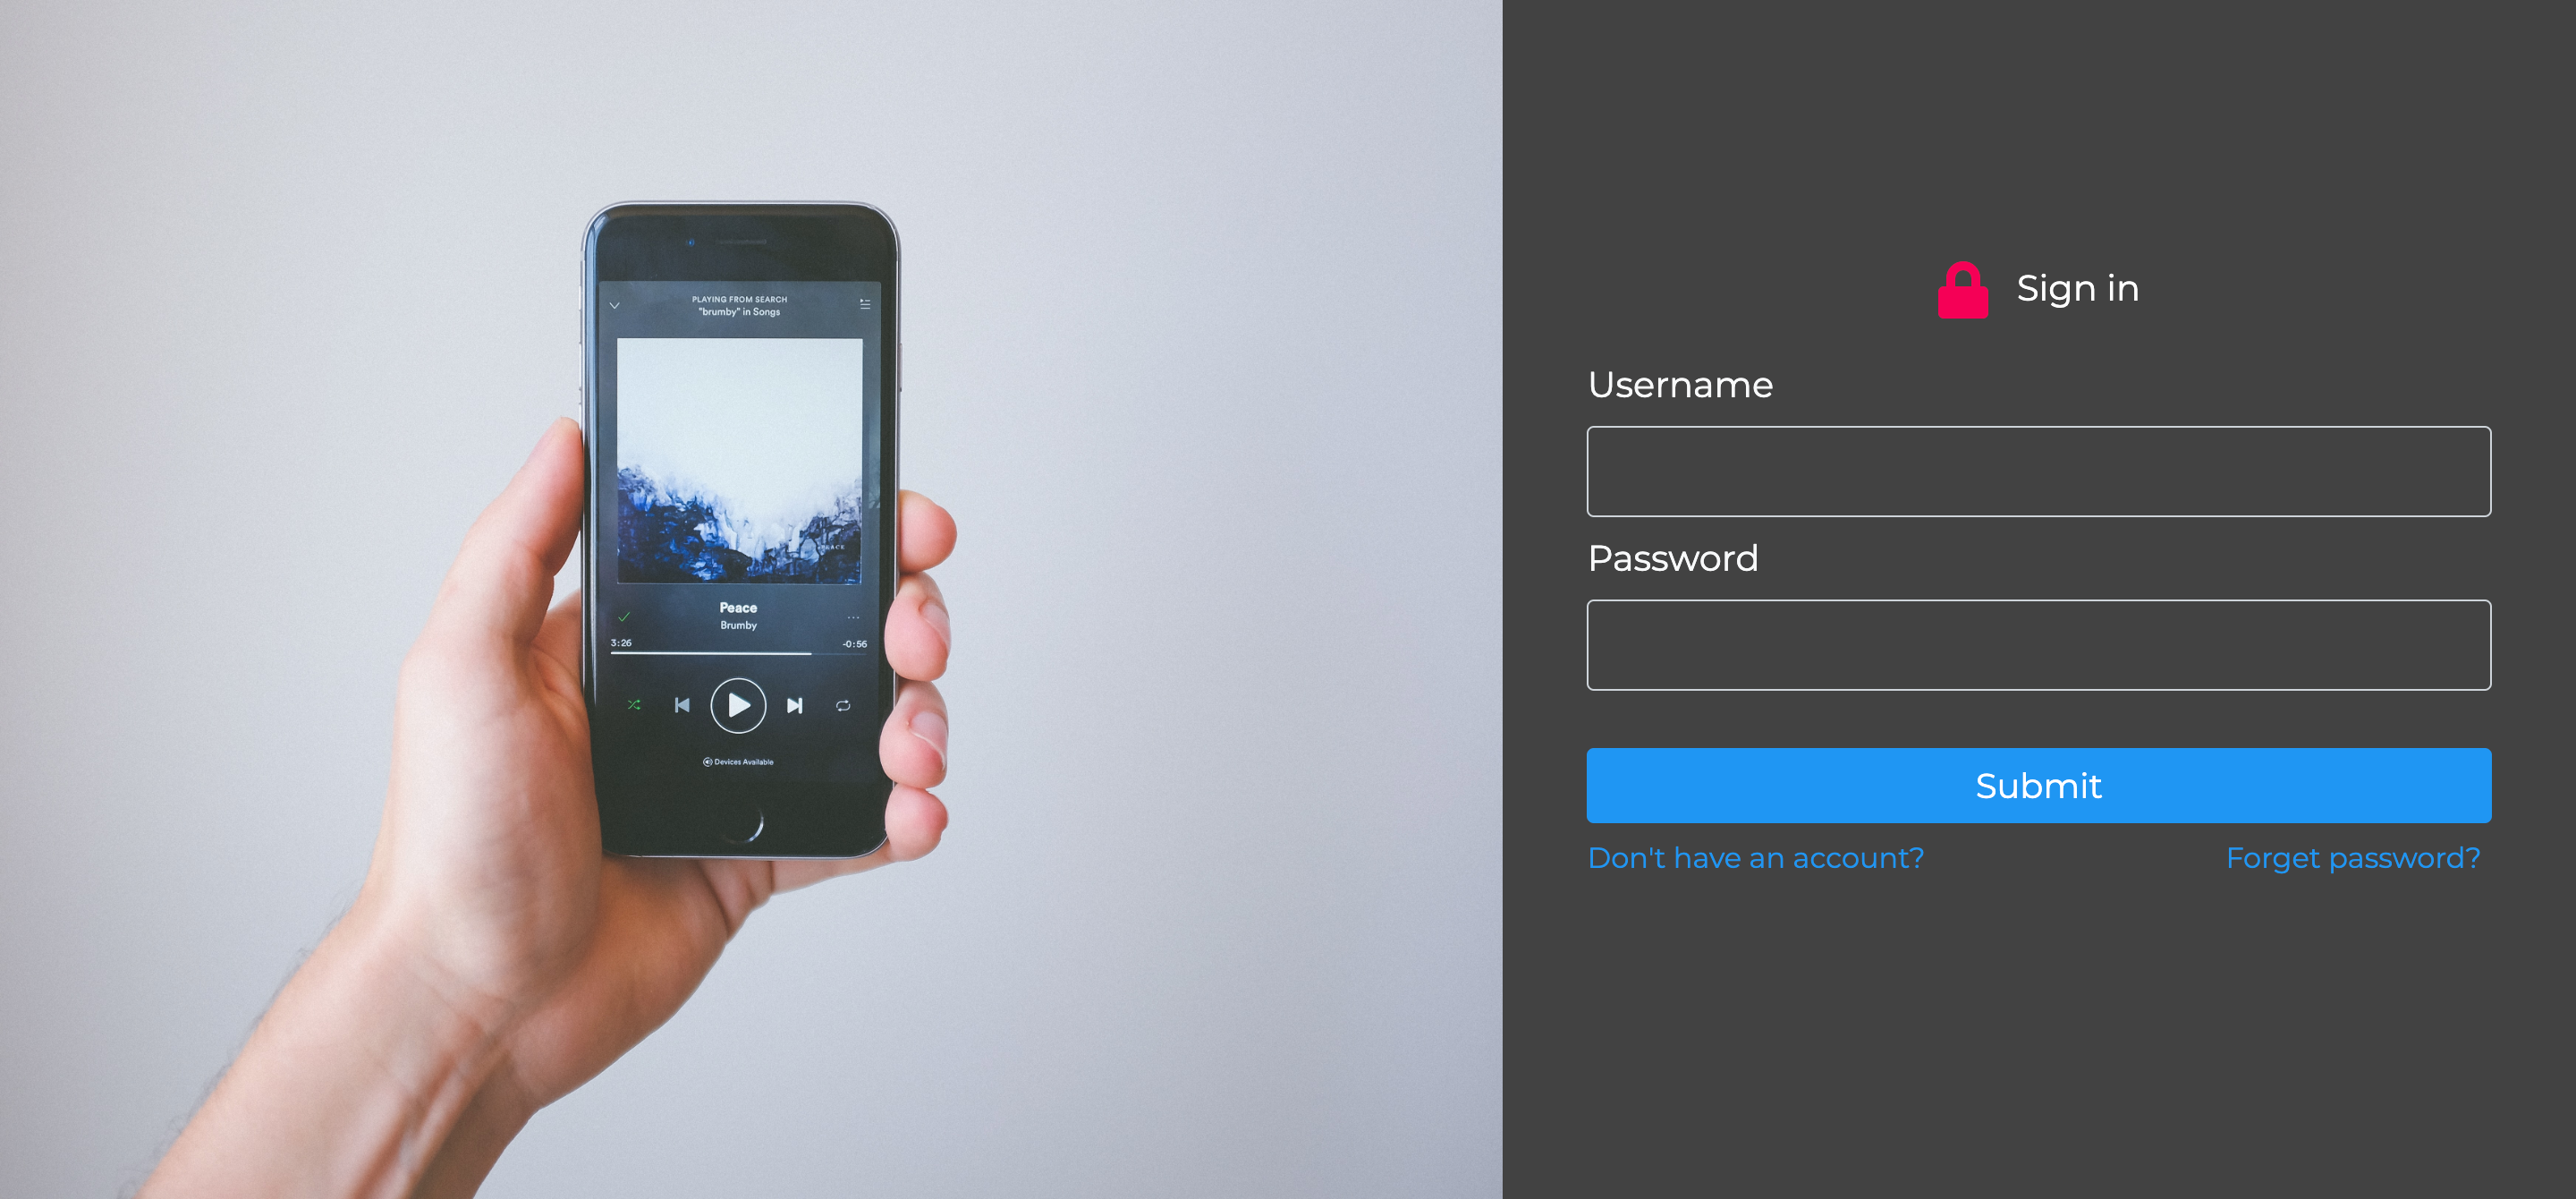 PLAYING FROM SEARCH
"brumby" in Songs
PEACE
Peace
Brumby
3:26 -0:56
Devices Available
Sign in
Username
Password
Submit
Don't have an account? Forget password?